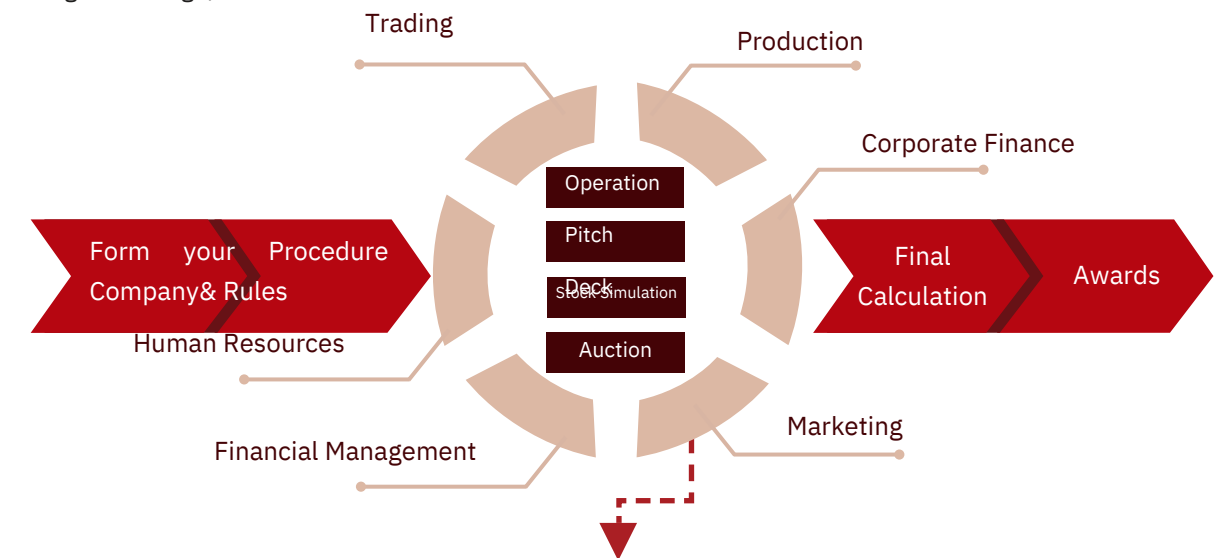 Trading
Production
Corporate Finance
Operation
Pitch
Deck
Stock Simulation
Auction
Form your Procedure
Company& Rules
Final
Calculation
Awards
Human Resources
Marketing
Financial Management